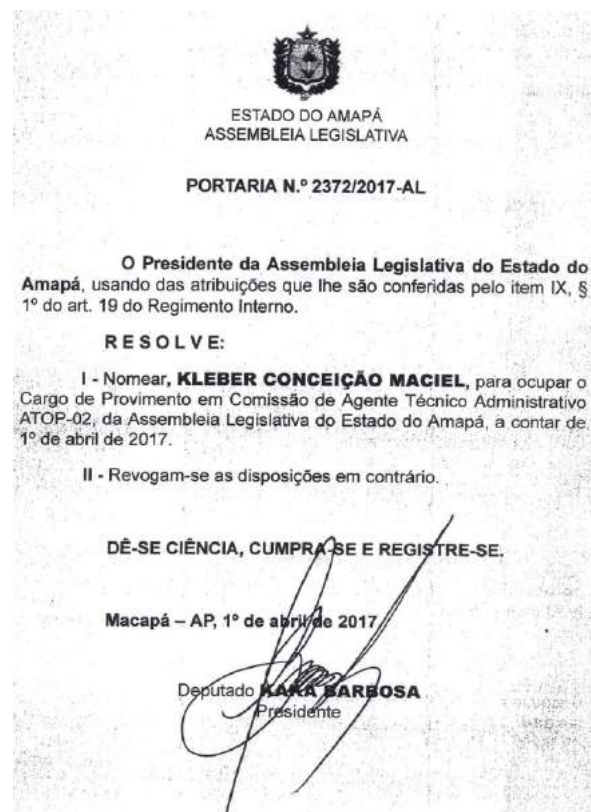 ESTADO DO AMAPÁ
ASSEMBLEIA LEGISLATIVA
PORTARIA N.º 2372/2017-AL
O Presidente da Assembleia Legislativa do Estado do
Amapá, usando das atribuições que lhe são conferidas pelo item IX, §
1º do art. 19 do Regimento Interno.
R E S O L V E:
I - Nomear, KLEBER CONCEIÇÃO MACIEL, para ocupar o
Cargo de Provimento em Comissão de Agente Técnico Administrativo
ATOP-02, da Assembleia Legislativa do Estado do Amapá, a contar de
1º de abril de 2017.
II - Revogam-se as disposições em contrário.
DÊ-SE CIÊNCIA, CUMPRA-SE E REGISTRE-SE.
Macapá – AP, 1º de abril de 2017
Deputado KAKÁ BARBOSA
Presidente